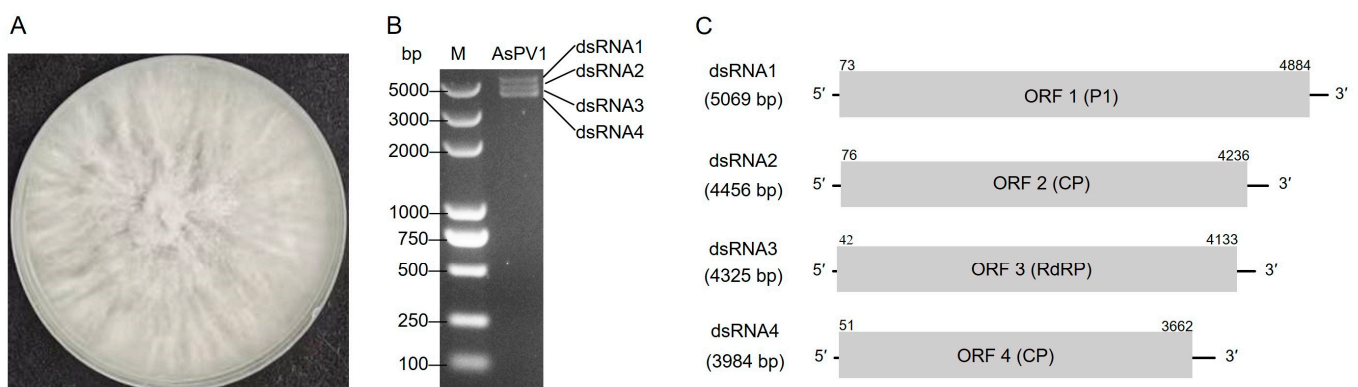 A
B
C
bp M AsPV1
dsRNA1
dsRNA2
dsRNA3
dsRNA4
5000
3000
2000
1000
750
500
250
100
dsRNA1
(5069 bp)
73 4884
5′ ORF 1 (P1) 3′
dsRNA2
(4456 bp)
76 4236
5′ ORF 2 (CP) 3′
dsRNA3
(4325 bp)
42 4133
5′ ORF 3 (RdRP) 3′
dsRNA4
(3984 bp)
51 3662
5′ ORF 4 (CP) 3′